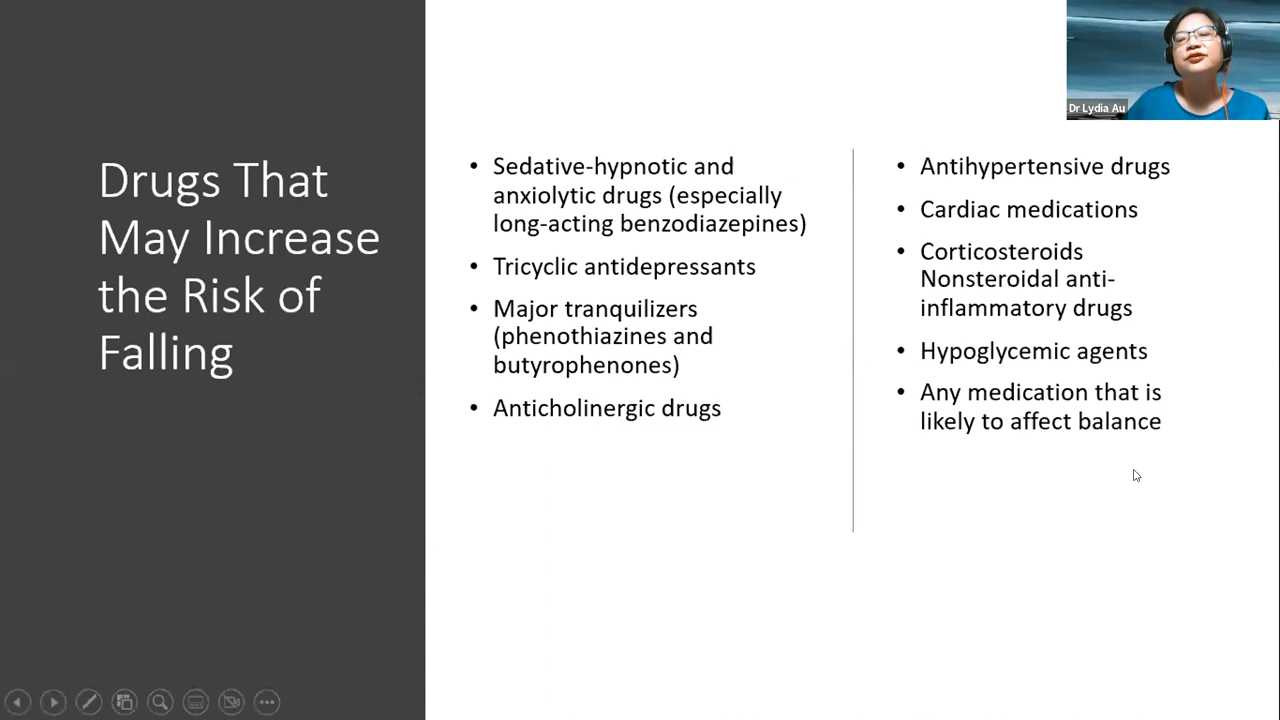 Dr Lydia Au
Drugs That
May Increase
the Risk of
Falling
• Sedative-hypnotic and
anxiolytic drugs (especially
long-acting benzodiazepines)
• Tricyclic antidepressants
• Major tranquilizers
(phenothiazines and
butyrophenones)
• Anticholinergic drugs
• Antihypertensive drugs
• Cardiac medications
• Corticosteroids
Nonsteroidal anti-
inflammatory drugs
• Hypoglycemic agents
• Any medication that is
likely to affect balance